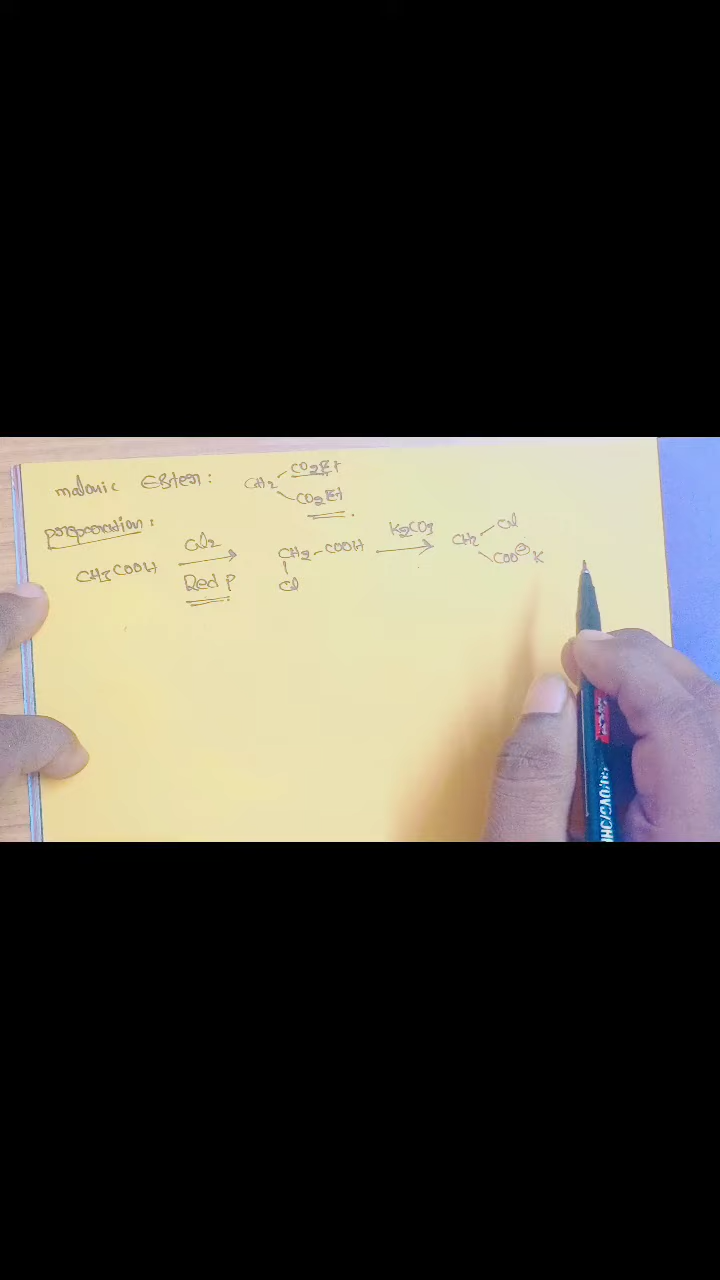 malonic Ester: CH2 CO2Et
CO2Et
preparation:
CH3COOH Cl2 Red P CH2-COOH K2CO3 CH2 Cl
Cl COO⊖K